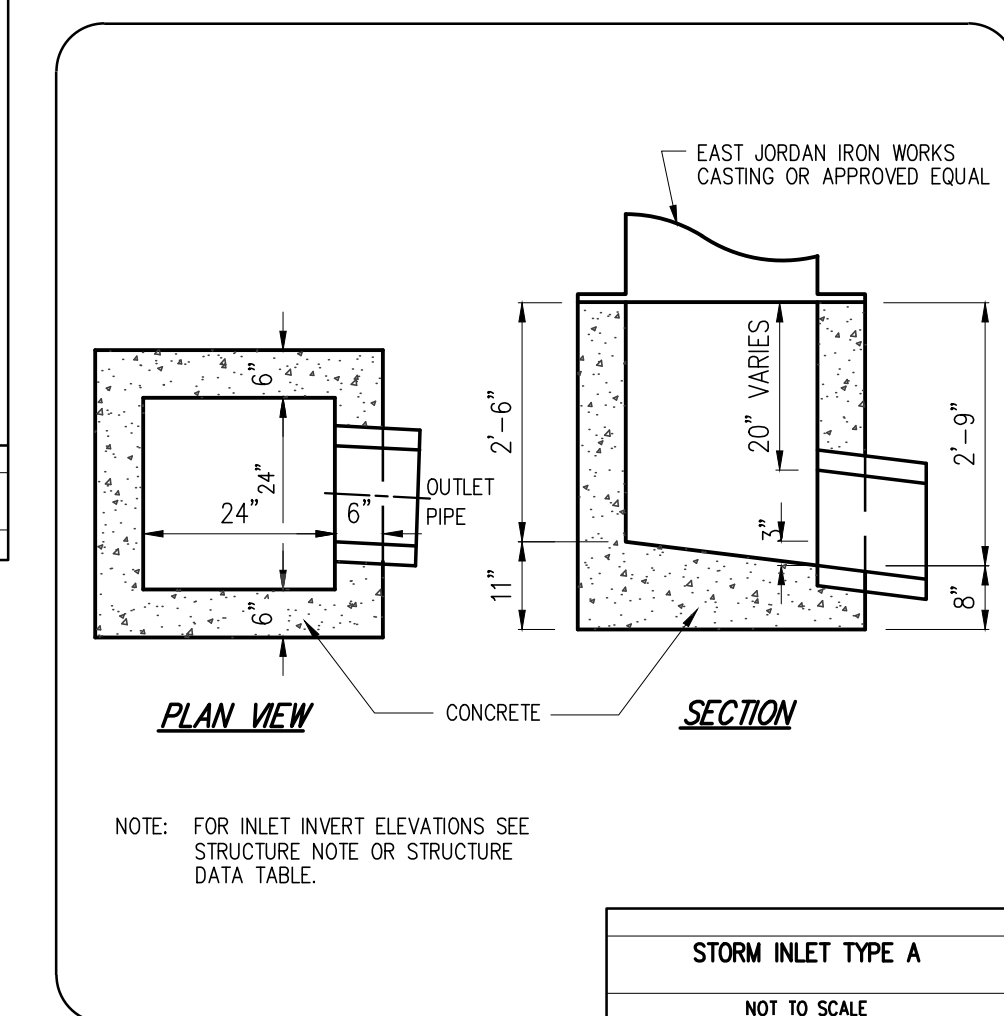 EAST JORDAN IRON WORKS
CASTING OR APPROVED EQUAL
6"
24"
24"
6"
6"
OUTLET
PIPE
2'-6"
11"
20" VARIES
3"
2'-9"
8"
PLAN VIEW
CONCRETE
SECTION
NOTE: FOR INLET INVERT ELEVATIONS SEE
STRUCTURE NOTE OR STRUCTURE
DATA TABLE.
STORM INLET TYPE A
NOT TO SCALE